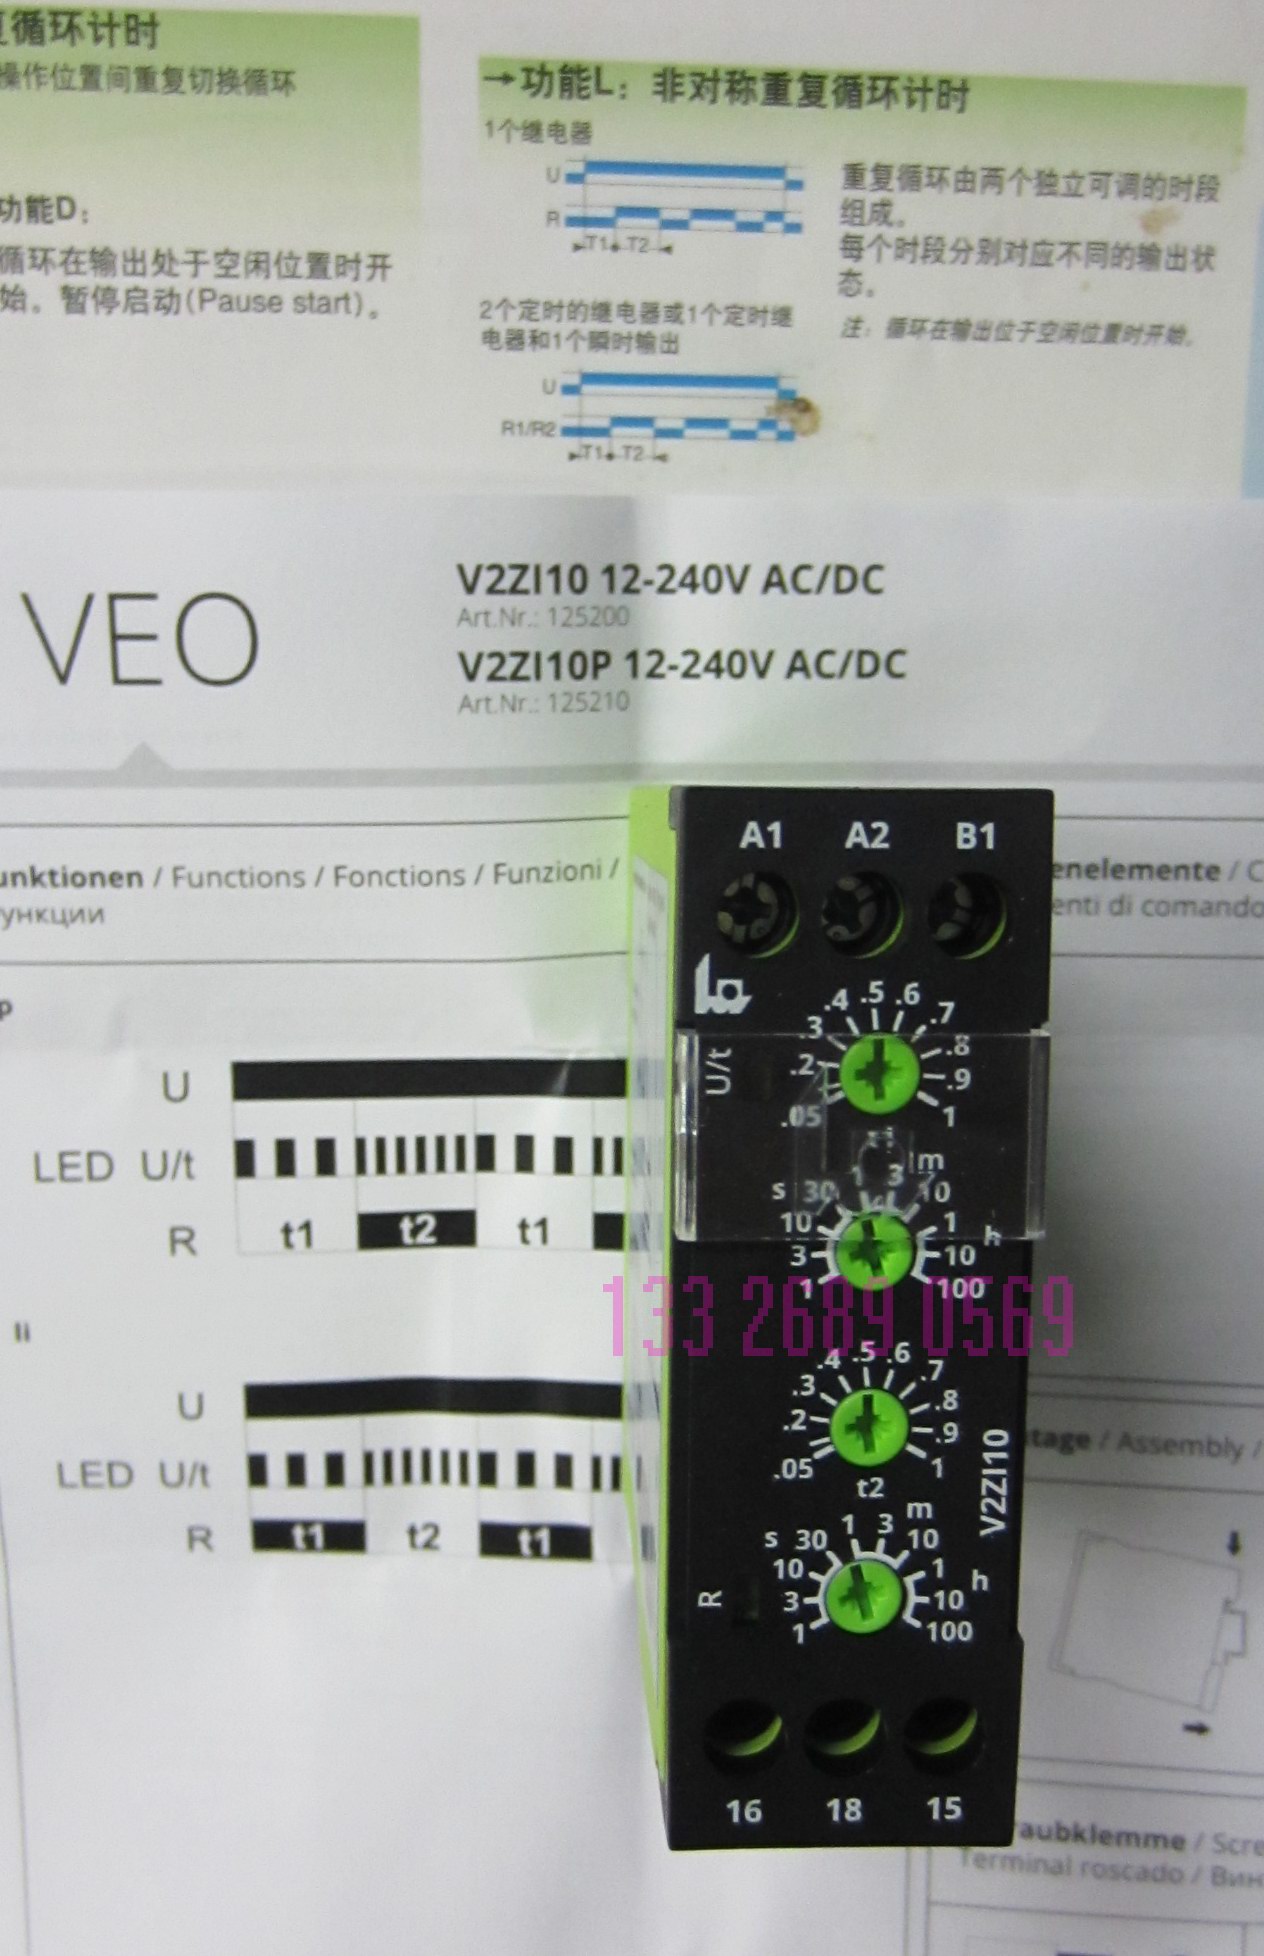 复循环计时
操作位置间重复切换循环
功能D：
循环在输出处于空闲位置时开
始。暂停启动(Pause start)。
→功能L：非对称重复循环计时
1个继电器
U
R
T1 T2
重复循环由两个独立可调的时段
组成。
每个时段分别对应不同的输出状
态。
注：循环在输出位于空闲位置时开始。
2个定时的继电器或1个定时继
电器和1个瞬时输出
U
R1/R2
T1 T2
VEO
V2ZI10 12-240V AC/DC
Art.Nr.: 125200
V2ZI10P 12-240V AC/DC
Art.Nr.: 125210
unktionen / Functions / Fonctions / Funzioni /
ункции
enelemente / C
enti di comando
p
U
LED U/t
R t1 t2 t1
li
U
LED U/t
R t1 t2 t1
A1 A2 B1
U/t
.05 .2 .3 .4 .5 .6 .7 .8 .9 1
s 1 3 10 30
m 1 3 10
h 1 10 100
133 2689 0569
.05 .2 .3 .4 .5 .6 .7 .8 .9 1
t2
s 1 3 10 30
m 1 3 10
h 1 10 100
R
V2ZI10
16 18 15
tage / Assembly /
raubklemme / Scre
Terminal roscado / Вин